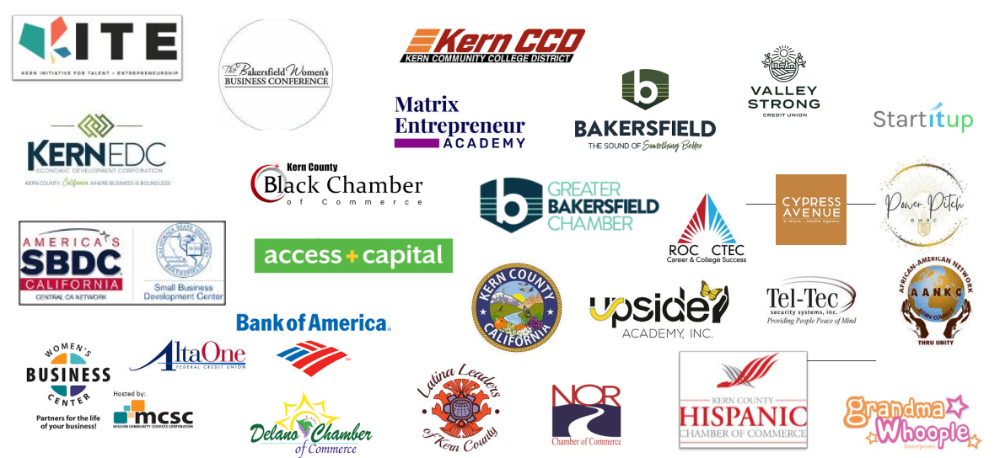 KITE
KERN INITIATIVE FOR TALENT + ENTREPRENEURSHIP
The Bakersfield Women's
BUSINESS CONFERENCE
Kern CCD
KERN COMMUNITY COLLEGE DISTRICT
VALLEY
STRONG
CREDIT UNION
Matrix
Entrepreneur
ACADEMY
b
BAKERSFIELD
THE SOUND OF Something Better
Startitup
KERNEDC
ECONOMIC DEVELOPMENT CORPORATION
KERN COUNTY, California. WHERE BUSINESS IS BOUNDLESS
Kern County
Black Chamber
of Commerce
b
GREATER
BAKERSFIELD
CHAMBER
CYPRESS
AVENUE
a micro - media agency
Power Pitch
BWBC
AMERICA'S
SBDC
CALIFORNIA
CENTRAL CA NETWORK
CALIFORNIA STATE UNIVERSITY
BAKERSFIELD
Small Business
Development Center
access+capital
ROC CTEC
Career & College Success
KERN COUNTY
CALIFORNIA
upside
ACADEMY, INC.
Tel-Tec
security systems, inc.
Providing People Peace of Mind
AFRICAN-AMERICAN NETWORK
AANKC
KERN COUNTY
THRU UNITY
Bank of America
WOMEN'S
BUSINESS
CENTER
Partners for the life
of your business!
AltaOne
FEDERAL CREDIT UNION
Hosted by:
mcsc
MISSION COMMUNITY SERVICES CORPORATION
Delano Chamber
of Commerce
Latina Leaders
of Kern County
NOR
Chamber of Commerce
KERN COUNTY
HISPANIC
CHAMBER OF COMMERCE
grandma
Whoople
Enterprises